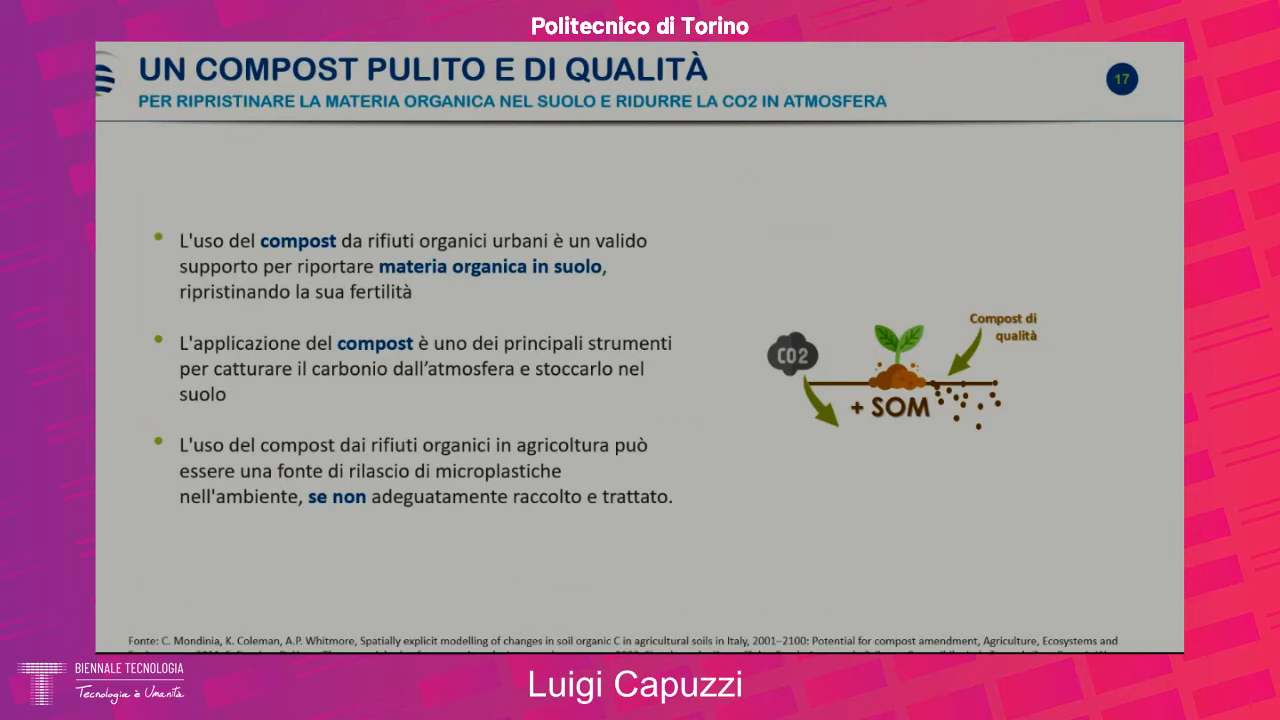 Politecnico di Torino
UN COMPOST PULITO E DI QUALITÀ
17
PER RIPRISTINARE LA MATERIA ORGANICA NEL SUOLO E RIDURRE LA CO2 IN ATMOSFERA
L'uso del compost da rifiuti organici urbani è un valido
supporto per riportare materia organica in suolo,
ripristinando la sua fertilità
L'applicazione del compost è uno dei principali strumenti
per catturare il carbonio dall’atmosfera e stoccarlo nel
suolo
L'uso del compost dai rifiuti organici in agricoltura può
essere una fonte di rilascio di microplastiche
nell'ambiente, se non adeguatamente raccolto e trattato.
Compost di
qualità
CO2
+ SOM
Fonte: C. Mondinia, K. Coleman, A.P. Whitmore, Spatially explicit modelling of changes in soil organic C in agricultural soils in Italy, 2001–2100: Potential for compost amendment, Agriculture, Ecosystems and
BIENNALE TECNOLOGIA
Tecnologia è Umanità
Luigi Capuzzi